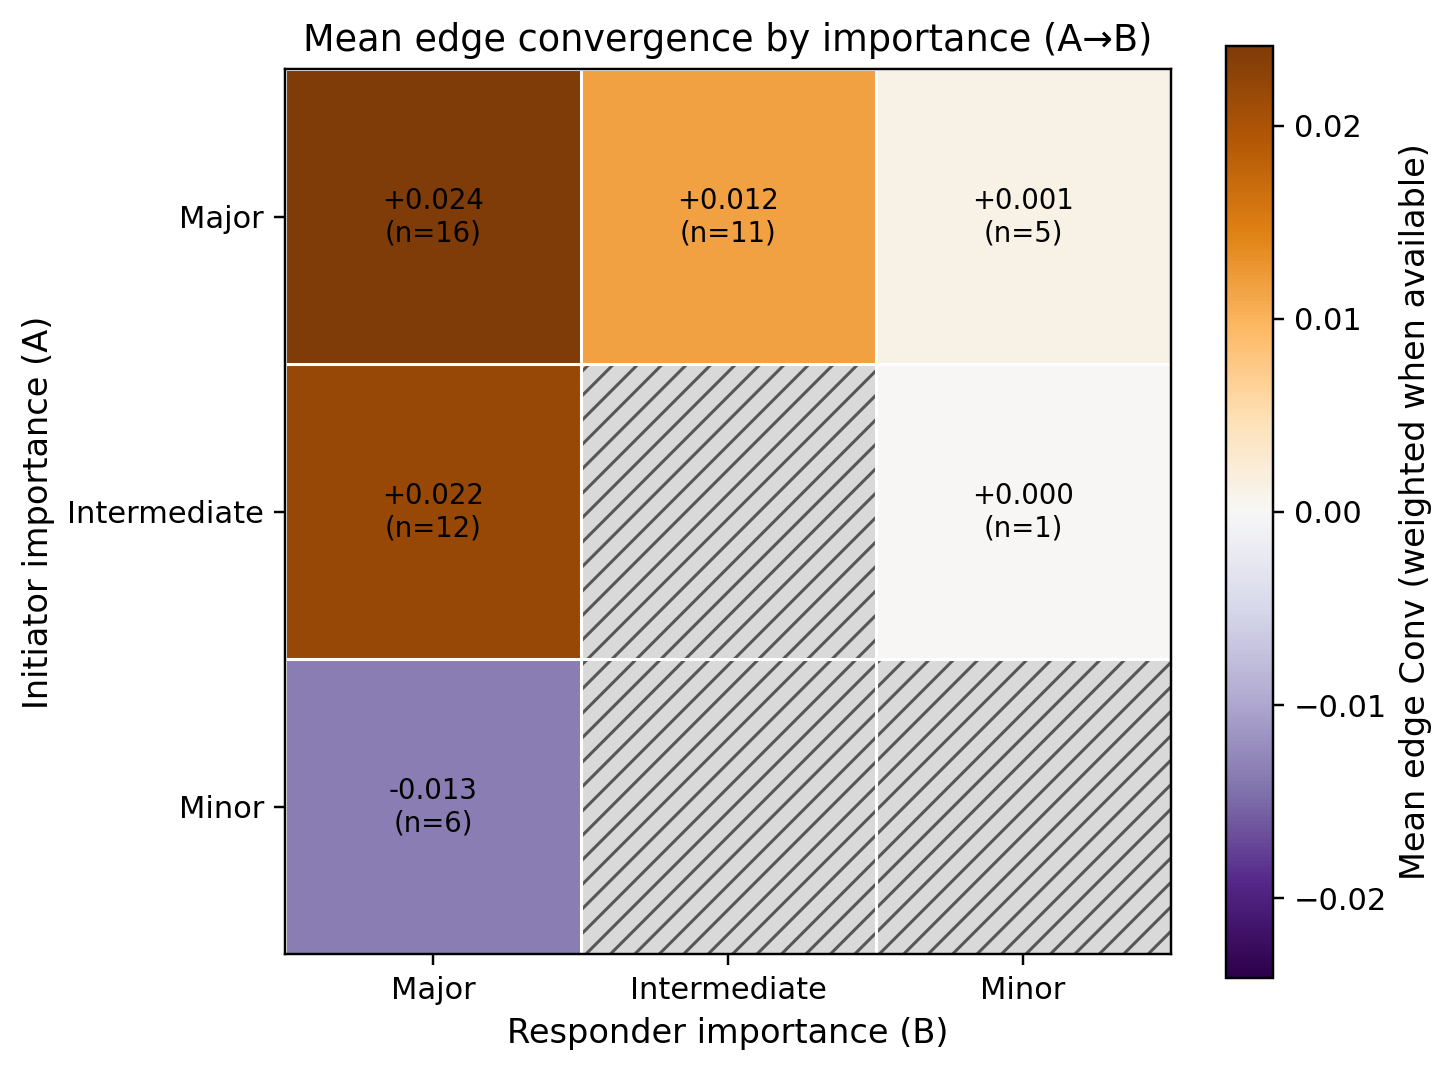 Mean edge convergence by importance (A→B)
Initiator importance (A)
Major
Intermediate
Minor
+0.024
(n=16)
+0.012
(n=11)
+0.001
(n=5)
+0.022
(n=12)
+0.000
(n=1)
-0.013
(n=6)
Major
Intermediate
Minor
Responder importance (B)
0.02
0.01
0.00
−0.01
−0.02
Mean edge Conv (weighted when available)